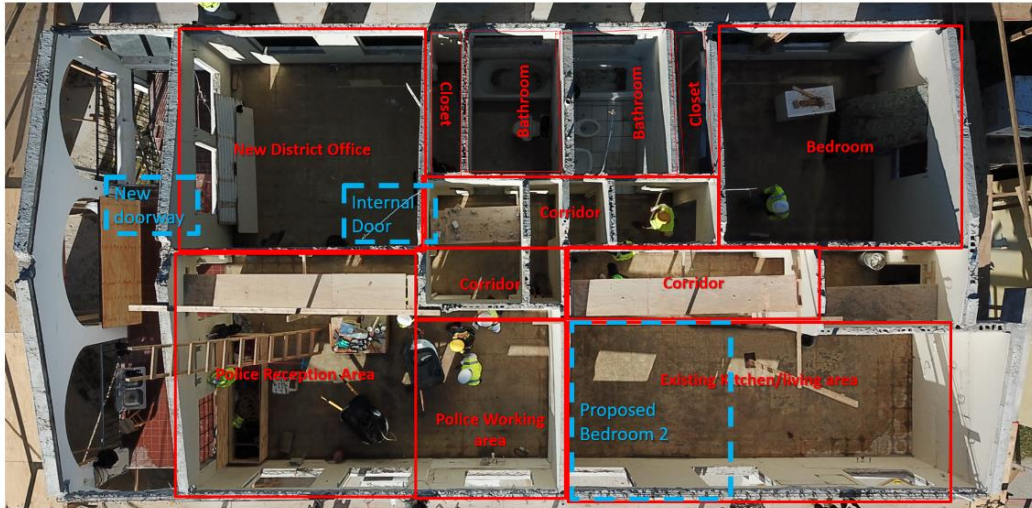 Closet
Bathroom
Bathroom
Closet
New District Office
Bedroom
New
doorway
Internal
Door
Corridor
Corridor
Corridor
Police Reception Area
Existing Kitchen/living area
Police Working
area
Proposed
Bedroom 2